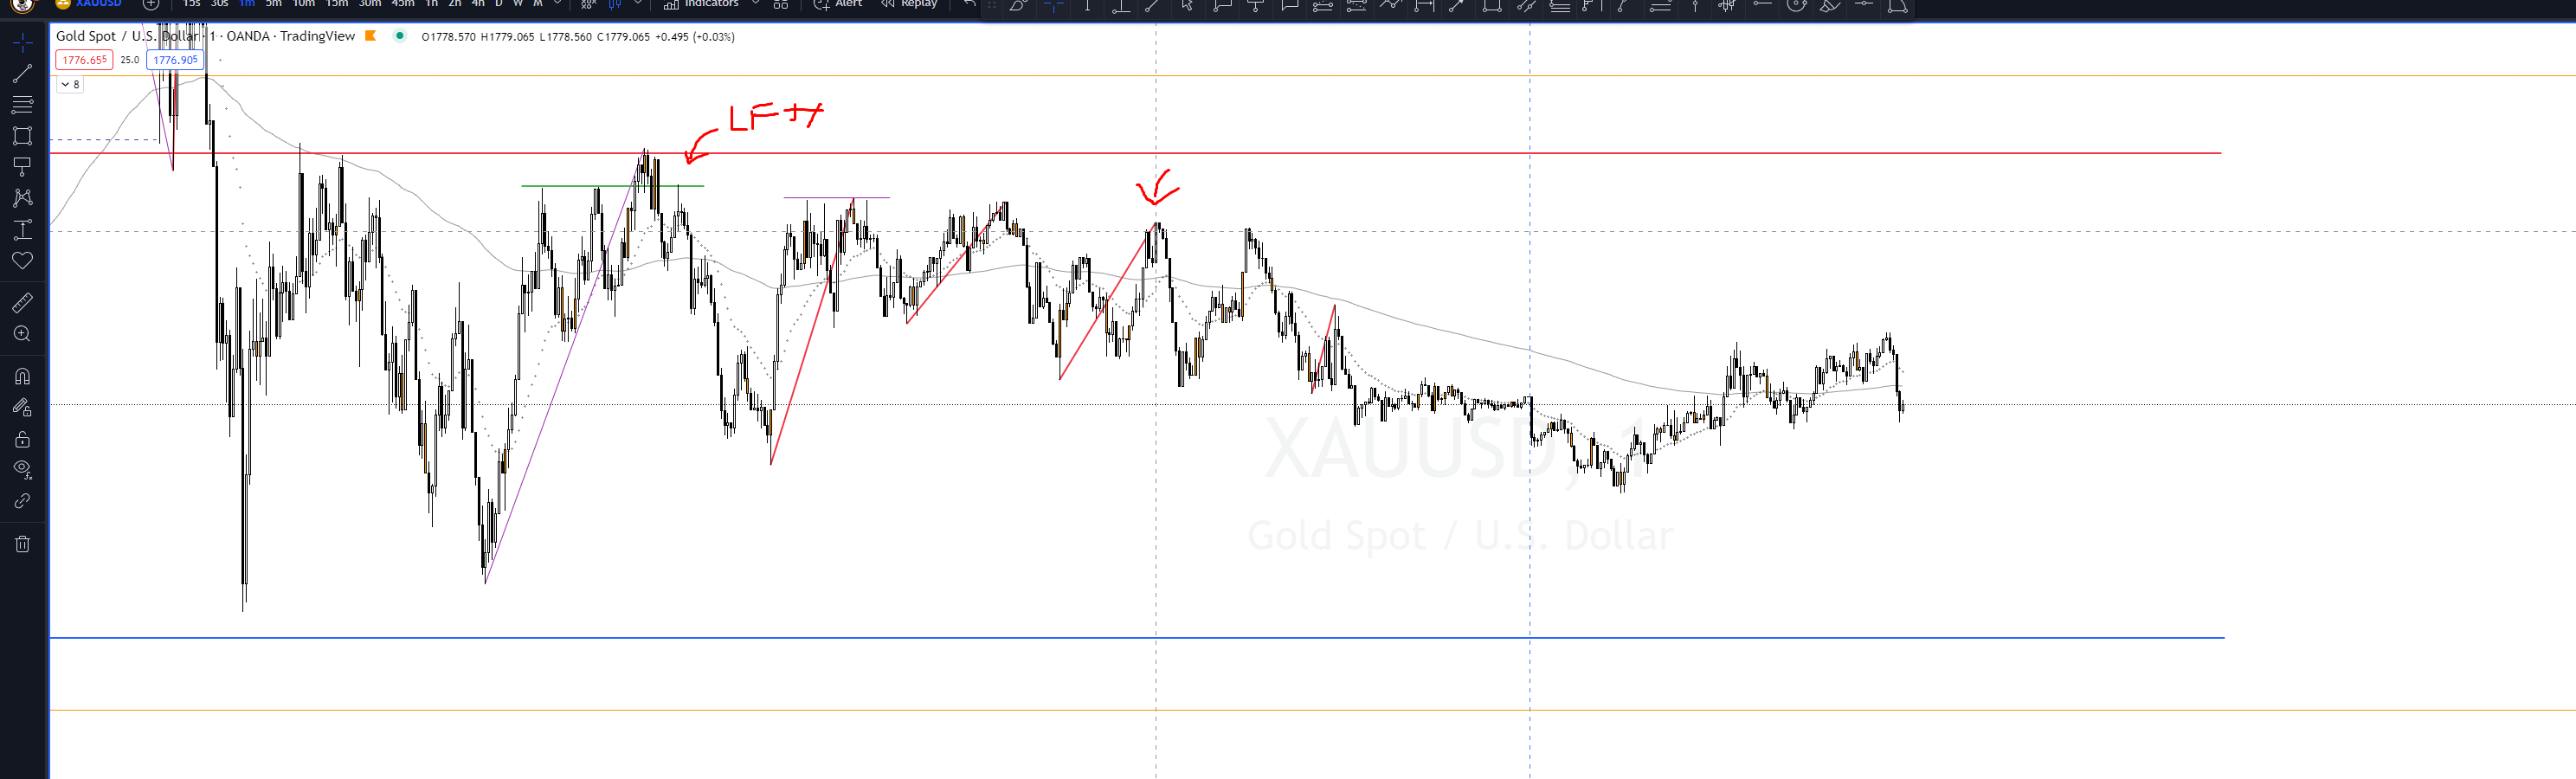 XAUUSD 15s 30s 1m 5m 10m 15m 30m 45m 1h 2h 4h D W M Indicators Alert Replay
Gold Spot / U.S. Dollar · 1 · OANDA · TradingView O1778.570 H1779.065 L1778.560 C1779.065 +0.495 (+0.03%)
1776.655 25.0 1776.905
8
LFH
XAUUSD, 1
Gold Spot / U.S. Dollar